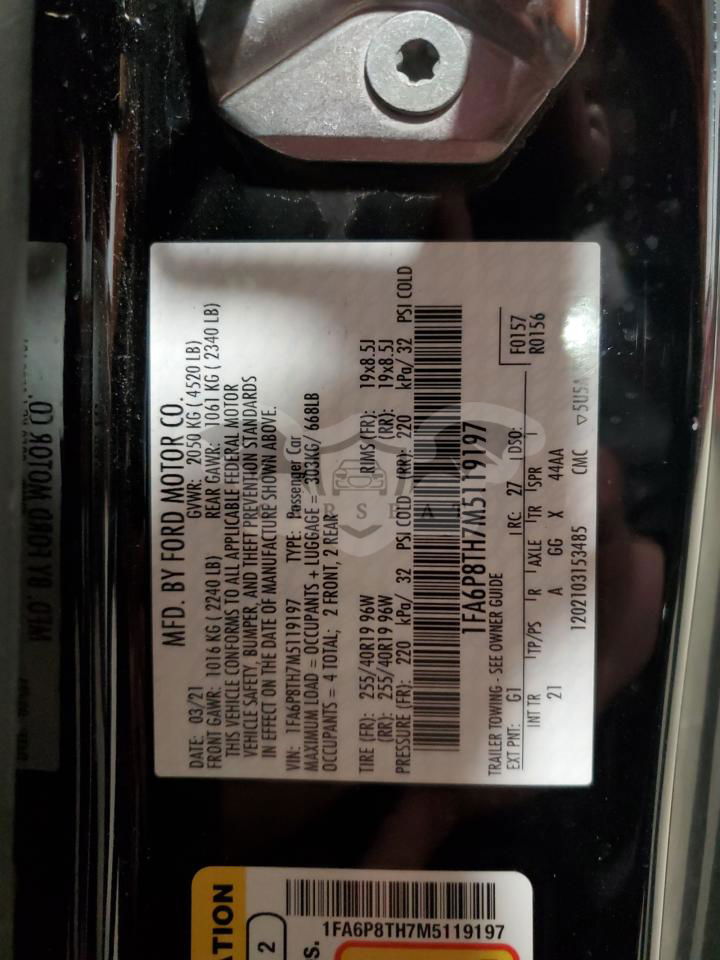 MFD. BY FORD MOTOR CO.
DATE: 03/21 GVWR: 2050 KG ( 4520 LB)
FRONT GAWR: 1016 KG ( 2240 LB) REAR GAWR: 1061 KG ( 2340 LB)
THIS VEHICLE CONFORMS TO ALL APPLICABLE FEDERAL MOTOR
VEHICLE SAFETY, BUMPER, AND THEFT PREVENTION STANDARDS
IN EFFECT ON THE DATE OF MANUFACTURE SHOWN ABOVE.
VIN: 1FA6P8TH7M5119197 TYPE: Passenger Car
MAXIMUM LOAD = OCCUPANTS + LUGGAGE = 303KG/ 668LB
OCCUPANTS = 4 TOTAL; 2 FRONT, 2 REAR
TIRE (FR): 255/40R19 96W RIMS (FR): 19x8.5J
(RR): 255/40R19 96W (RR): 19x8.5J
PRESSURE (FR): 220 kPa/ 32 PSI COLD (RR): 220 kPa/ 32 PSI COLD
1FA6P8TH7M5119197
TRAILER TOWING - SEE OWNER GUIDE F0157
EXT PNT: G1 RC: 27 DSO: R0156
INT TR TP/PS R AXLE TR SPR
21 A GG X 44AA
1202103153485 CMC ▽5USA
ATION
2
1FA6P8TH7M5119197